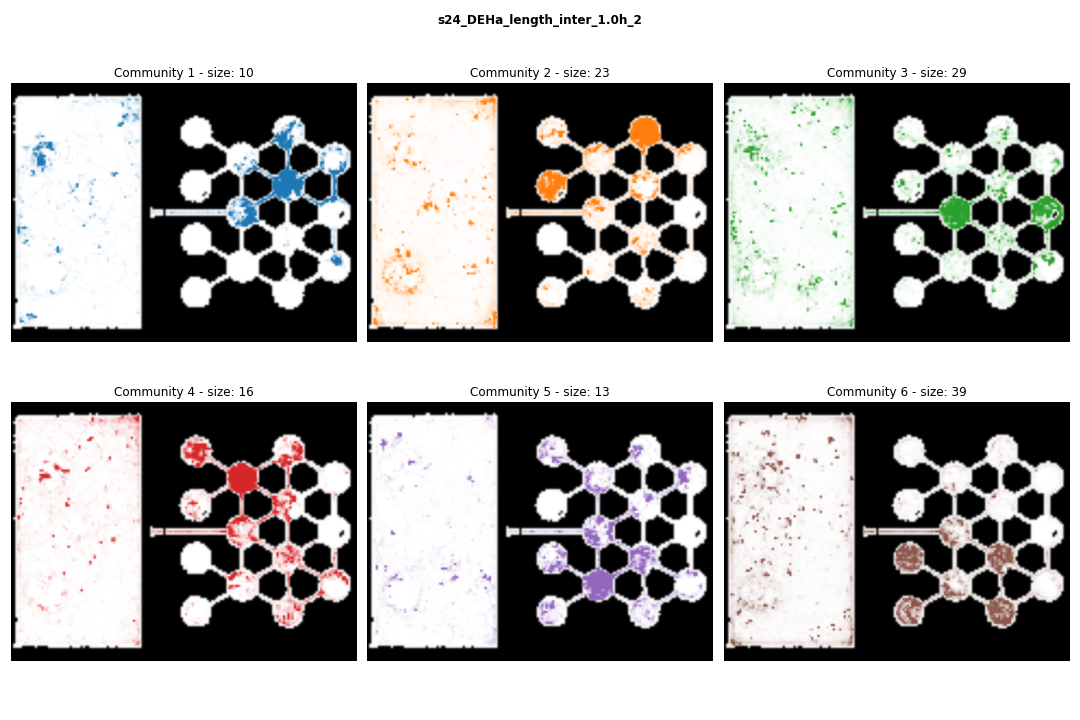 s24_DEHa_length_inter_1.0h_2
Community 1 - size: 10
Community 2 - size: 23
Community 3 - size: 29
Community 4 - size: 16
Community 5 - size: 13
Community 6 - size: 39